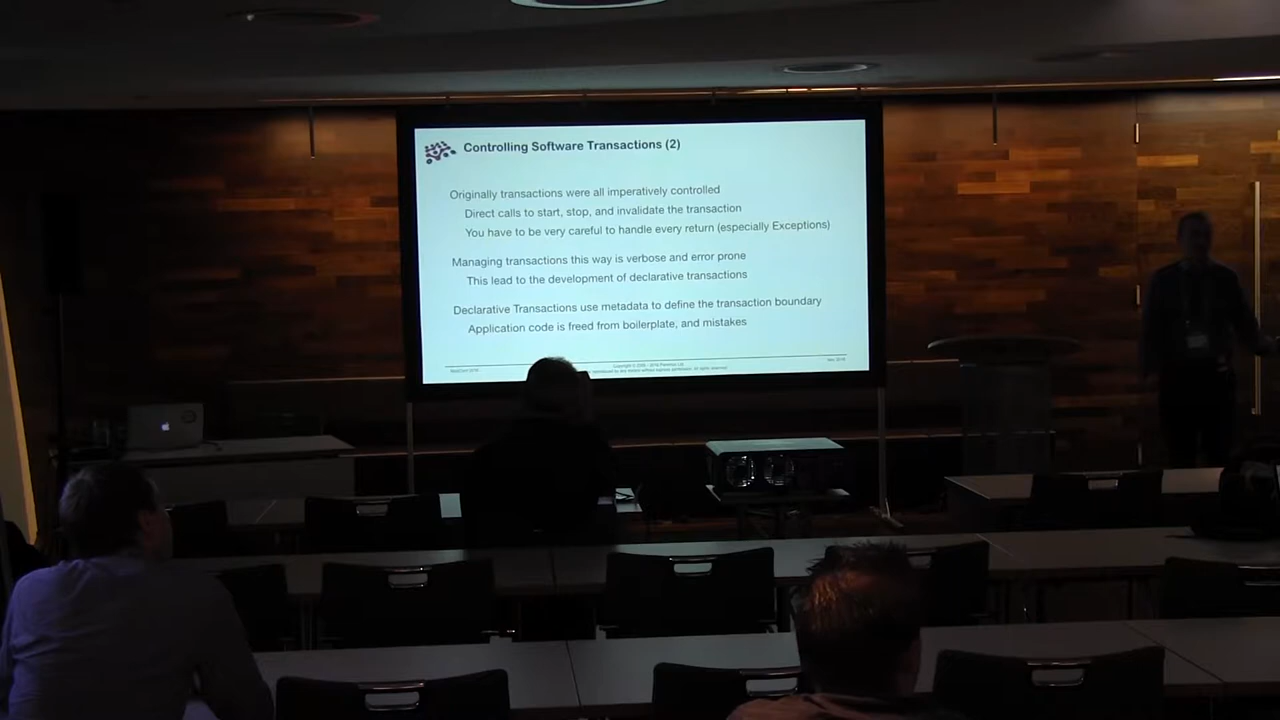 Controlling Software Transactions (2)
Originally transactions were all imperatively controlled
Direct calls to start, stop, and invalidate the transaction
You have to be very careful to handle every return (especially Exceptions)
Managing transactions this way is verbose and error prone
This lead to the development of declarative transactions
Declarative Transactions use metadata to define the transaction boundary
Application code is freed from boilerplate, and mistakes